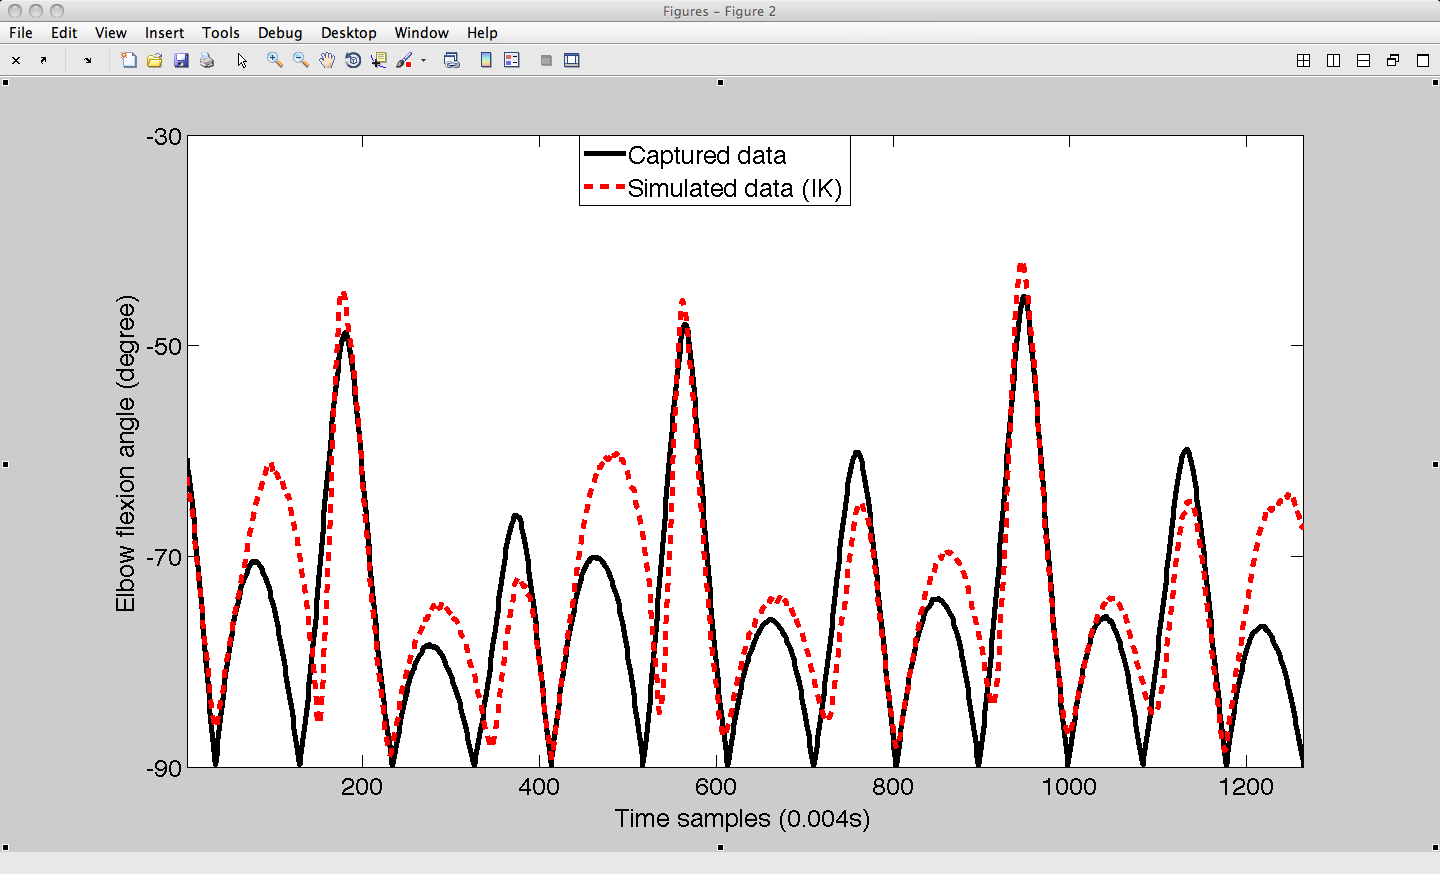 Figures - Figure 2
File Edit View Insert Tools Debug Desktop Window Help
-30
Captured data
Simulated data (IK)
-50
-70
-90
Elbow flexion angle (degree)
200 400 600 800 1000 1200
Time samples (0.004s)